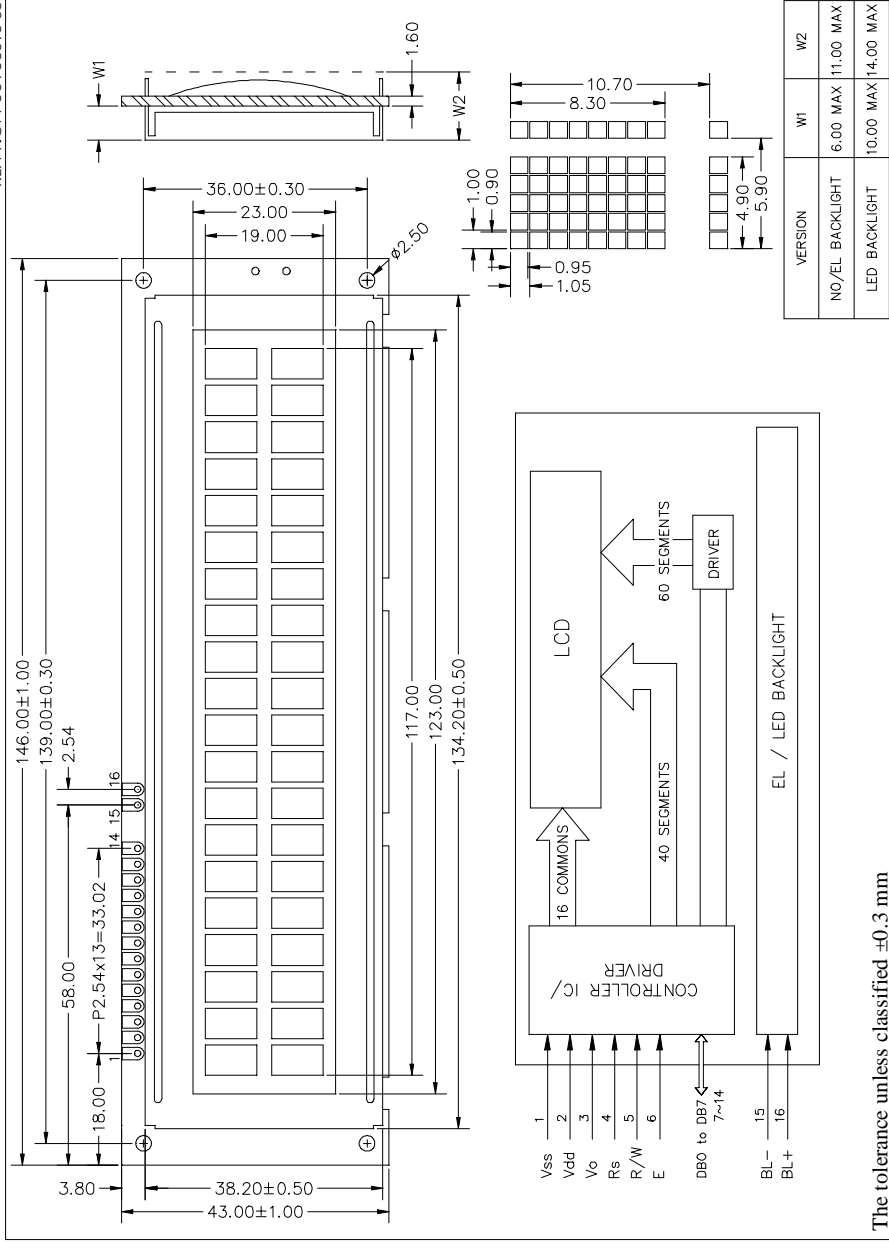 146.00±1.00
139.00±0.30
2.54
58.00
P2.54x13=33.02
18.00
1
14
15
16
3.80
38.20±0.50
43.00±1.00
36.00±0.30
23.00
19.00
ø2.50
117.00
123.00
134.20±0.50
W1
1.60
W2
10.70
8.30
1.00
0.90
4.90
5.90
0.95
1.05
VERSION W1 W2
NO/EL BACKLIGHT 6.00 MAX 11.00 MAX
LED BACKLIGHT 10.00 MAX 14.00 MAX
Vss 1
Vdd 2
Vo 3
Rs 4
R/W 5
E 6
DB0 to DB7
7~14
BL- 15
BL+ 16
CONTROLLER IC/
DRIVER
16 COMMONS
40 SEGMENTS
LCD
60 SEGMENTS
DRIVER
EL / LED BACKLIGHT
The tolerance unless classified ±0.3 mm